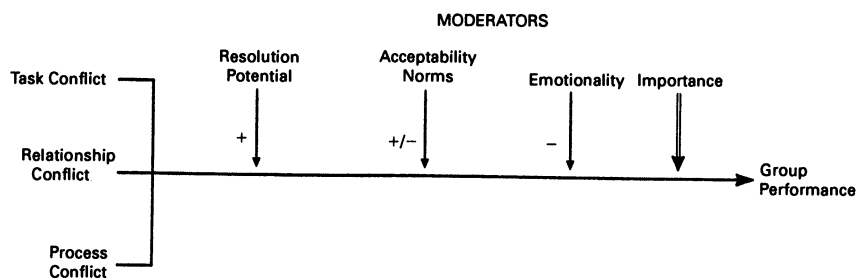 MODERATORS
Resolution
Potential
Acceptability
Norms
Emotionality
Importance
Task Conflict
+
+/−
−
Relationship
Conflict
Group
Performance
Process
Conflict